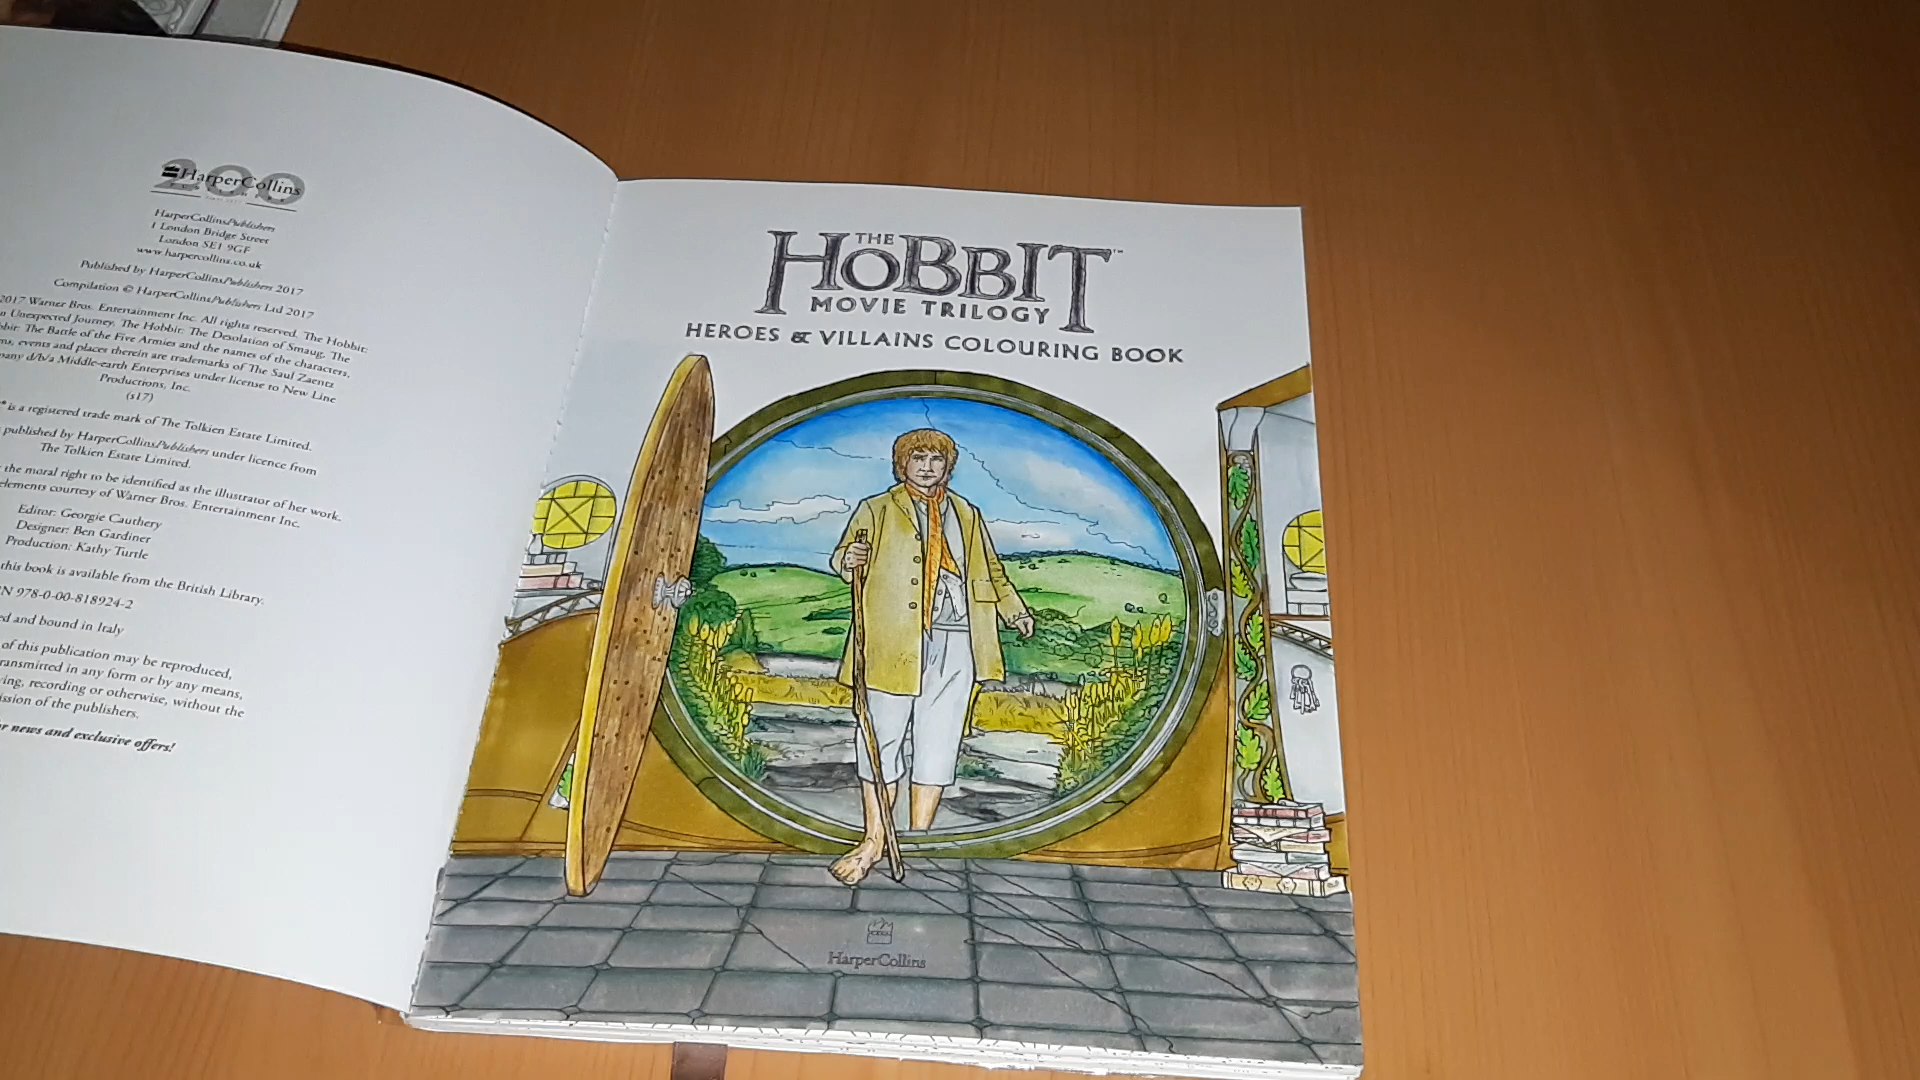 200
HarperCollins
HarperCollinsPublishers
1 London Bridge Street
London SE1 9GF
www.harpercollins.co.uk
Published by HarperCollinsPublishers 2017
Compilation © HarperCollinsPublishers Ltd 2017
2017 Warner Bros. Entertainment Inc. All rights reserved. The Hobbit:
Unexpected Journey, The Hobbit: The Desolation of Smaug, The
The Battle of the Five Armies and the names of the characters,
events and places therein are trademarks of The Saul Zaentz
d/b/a Middle-earth Enterprises under license to New Line
Productions, Inc.
(s17)
is a registered trade mark of The Tolkien Estate Limited.
published by HarperCollinsPublishers under licence from
The Tolkien Estate Limited.
the moral right to be identified as the illustrator of her work.
elements courtesy of Warner Bros. Entertainment Inc.
Editor: Georgie Cauthery
Designer: Ben Gardiner
Production: Kathy Turtle
this book is available from the British Library.
978-0-00-818924-2
and bound in Italy
of this publication may be reproduced,
transmitted in any form or by any means,
recording or otherwise, without the
of the publishers.
news and exclusive offers!
THE
HOBBIT™
MOVIE TRILOGY
HEROES & VILLAINS COLOURING BOOK
HarperCollins